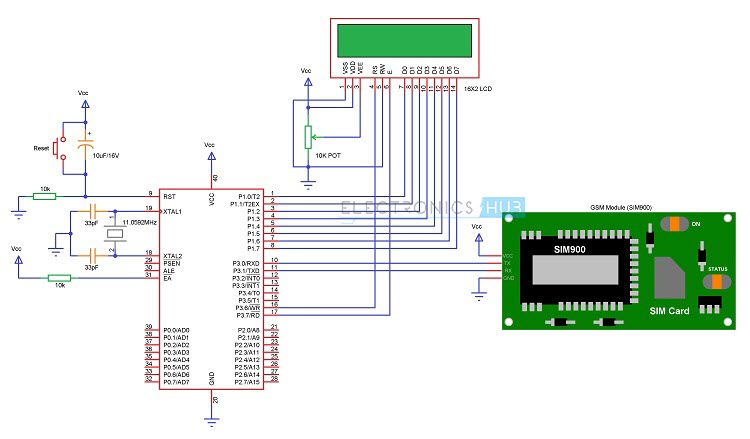 VSS VDD VEE RS RW E D0 D1 D2 D3 D4 D5 D6 D7
1 2 3 4 5 6 7 8 9 10 11 12 13 14
16X2 LCD
Vcc
10K POT
Vcc
Reset
+
10uF/16V
10k
Vcc
40
VCC
9 RST
19 XTAL1
18 XTAL2
29 PSEN
30 ALE
31 EA
33pF
11.0592MHz
1
2
33pF
Vcc
10k
P1.0/T2 1
P1.1/T2EX 2
P1.2 3
P1.3 4
P1.4 5
P1.5 6
P1.6 7
P1.7 8
P3.0/RXD 10
P3.1/TXD 11
P3.2/INT0 12
P3.3/INT1 13
P3.4/T0 14
P3.5/T1 15
P3.6/WR 16
P3.7/RD 17
39 P0.0/AD0
38 P0.1/AD1
37 P0.2/AD2
36 P0.3/AD3
35 P0.4/AD4
34 P0.5/AD5
33 P0.6/AD6
32 P0.7/AD7
P2.0/A8 21
P2.1/A9 22
P2.2/A10 23
P2.3/A11 24
P2.4/A12 25
P2.5/A13 26
P2.6/A14 27
P2.7/A15 28
GND
20
ELECTRONICS HUB
GSM Module (SIM900)
Vcc
VCC
TX
RX
GND
SIM900
ON
STATUS
SIM Card